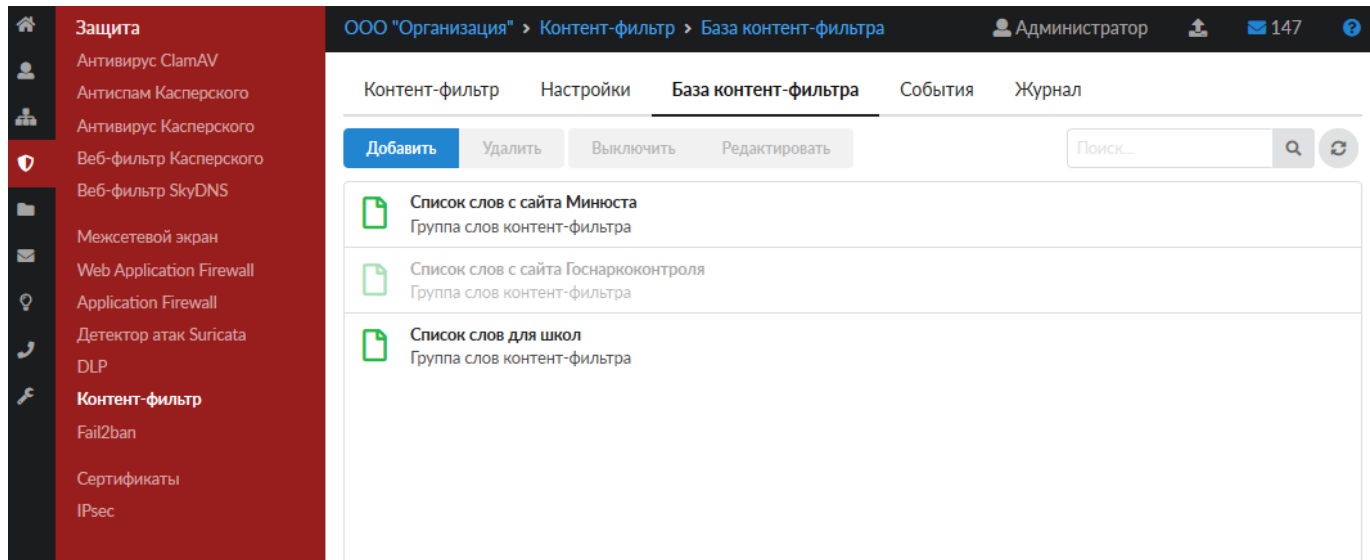 Защита
Антивирус ClamAV
Антиспам Касперского
Антивирус Касперского
Веб-фильтр Касперского
Веб-фильтр SkyDNS
Межсетевой экран
Web Application Firewall
Application Firewall
Детектор атак Suricata
DLP
Контент-фильтр
Fail2ban
Сертификаты
IPsec
ООО "Организация" > Контент-фильтр > База контент-фильтра
Администратор 147 ?
Контент-фильтр Настройки База контент-фильтра События Журнал
Добавить Удалить Выключить Редактировать Поиск...
Список слов с сайта Минюста
Группа слов контент-фильтра
Список слов с сайта Госнаркоконтроля
Группа слов контент-фильтра
Список слов для школ
Группа слов контент-фильтра